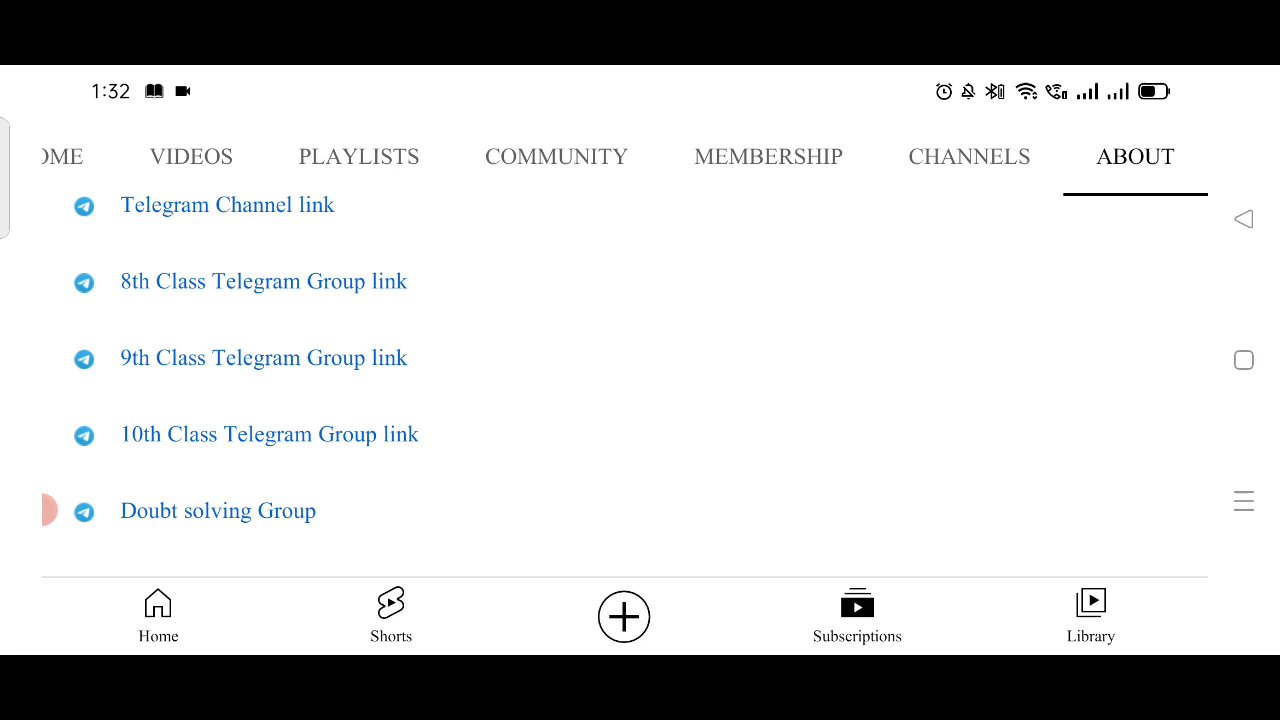 1:32
OME VIDEOS PLAYLISTS COMMUNITY MEMBERSHIP CHANNELS ABOUT
Telegram Channel link
8th Class Telegram Group link
9th Class Telegram Group link
10th Class Telegram Group link
Doubt solving Group
Home Shorts Subscriptions Library